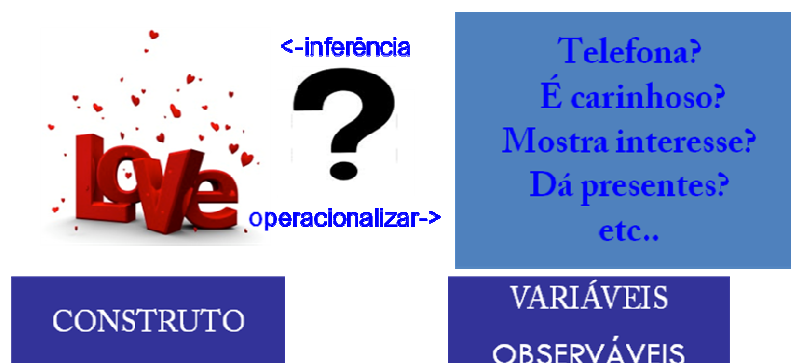 <-inferência
?
Love
operacionalizar->
Telefona?
É carinhoso?
Mostra interesse?
Dá presentes?
etc..
CONSTRUTO
VARIÁVEIS
OBSERVÁVEIS